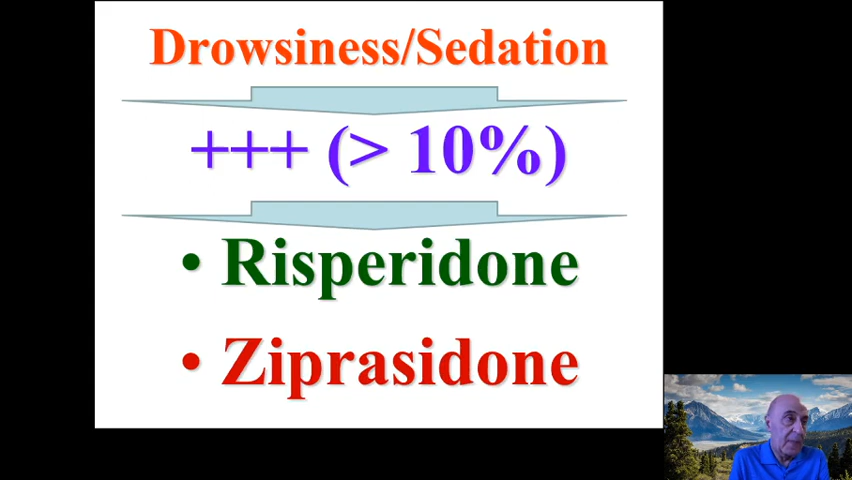 Drowsiness/Sedation
+++ (> 10%)
• Risperidone
• Ziprasidone